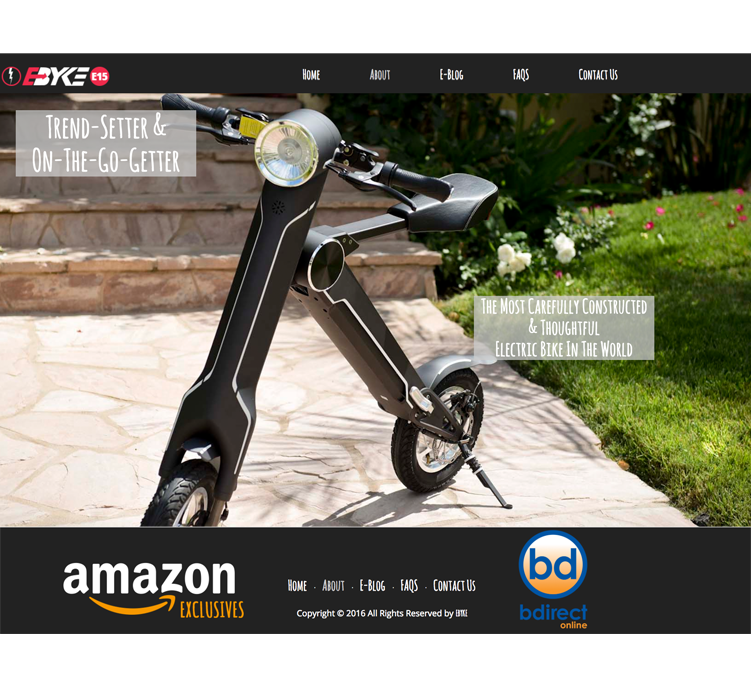 E-BYKE E15
Home About E-Blog FAQS Contact Us
Trend-Setter &
On-The-Go-Getter
The Most Carefully Constructed
& Thoughtful
Electric Bike In The World
amazon
EXCLUSIVES
Home · About · E-Blog · FAQS · Contact Us
Copyright © 2016 All Rights Reserved by
bd
bdirect
online